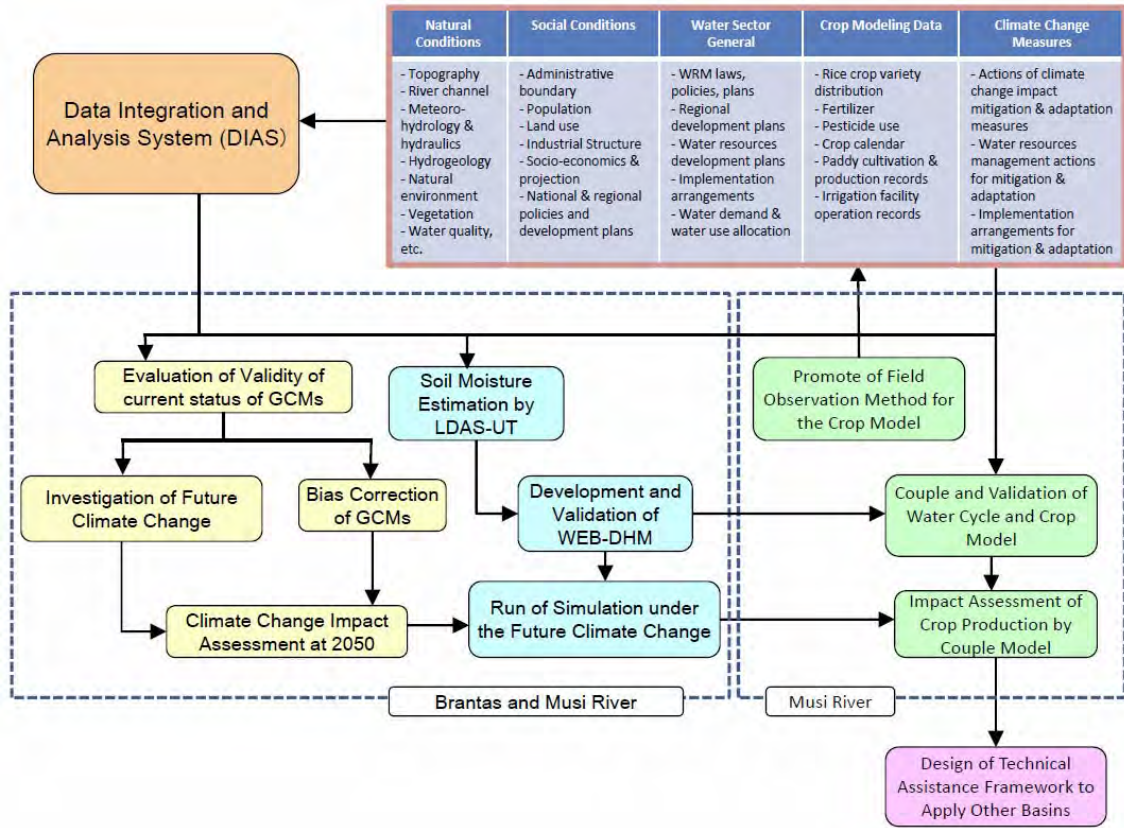 Natural
Conditions
Social Conditions
Water Sector
General
Crop Modeling Data
Climate Change
Measures
- Topography
- River channel
- Meteoro-
hydrology &
hydraulics
- Hydrogeology
- Natural
environment
- Vegetation
- Water quality,
etc.
- Administrative
boundary
- Population
- Land use
- Industrial Structure
- Socio-economics &
projection
- National & regional
policies and
development plans
- WRM laws,
policies, plans
- Regional
development plans
- Water resources
development plans
- Implementation
arrangements
- Water demand &
water use allocation
- Rice crop variety
distribution
- Fertilizer
- Pesticide use
- Crop calendar
- Paddy cultivation &
production records
- Irrigation facility
operation records
- Actions of climate
change impact
mitigation & adaptation
measures
- Water resources
management actions
for mitigation &
adaptation
- Implementation
arrangements for
mitigation & adaptation
Data Integration and
Analysis System (DIAS)
Evaluation of Validity of
current status of GCMs
Soil Moisture
Estimation by
LDAS-UT
Promote of Field
Observation Method for
the Crop Model
Investigation of Future
Climate Change
Bias Correction
of GCMs
Development and
Validation of
WEB-DHM
Couple and Validation of
Water Cycle and Crop
Model
Climate Change Impact
Assessment at 2050
Run of Simulation under
the Future Climate Change
Impact Assessment of
Crop Production by
Couple Model
Brantas and Musi River
Musi River
Design of Technical
Assistance Framework to
Apply Other Basins